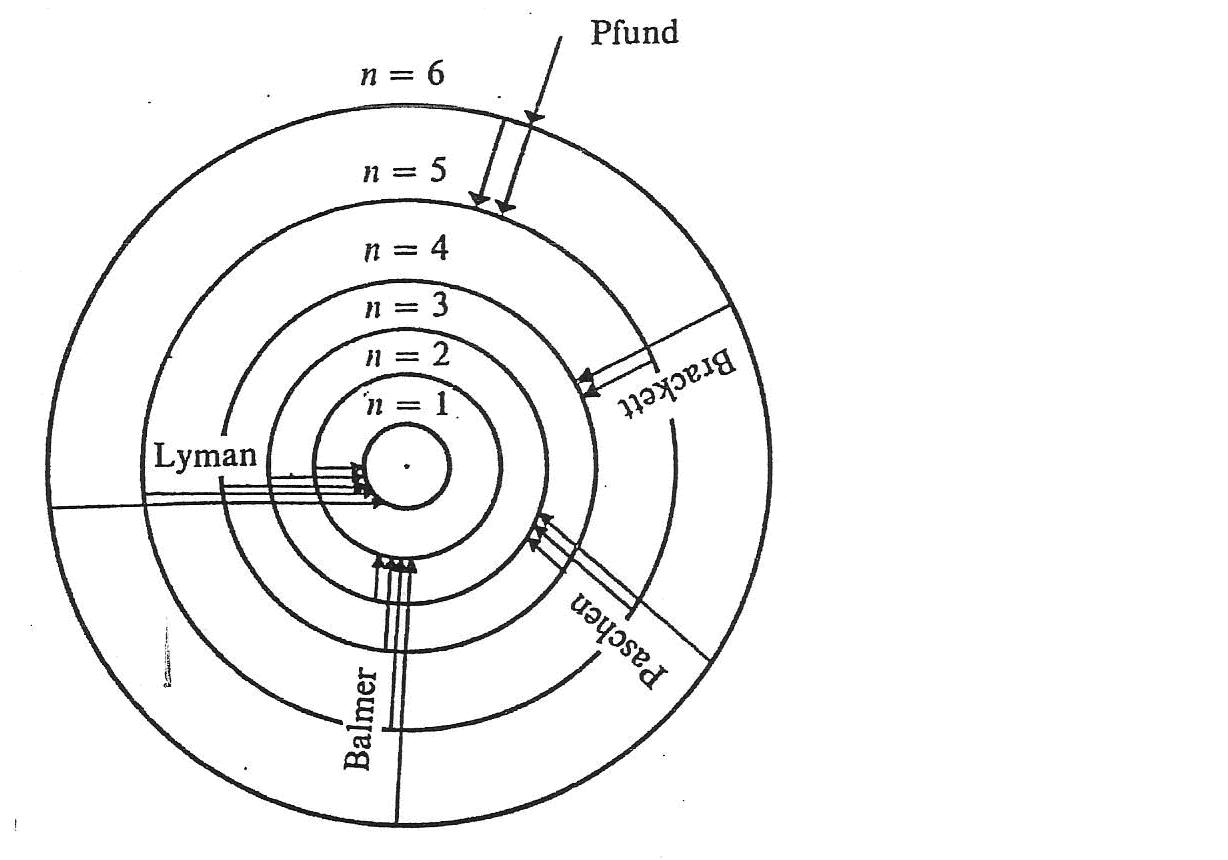 Pfund
n = 6
n = 5
n = 4
n = 3
n = 2
n = 1
Lyman
Brackett
Paschen
Balmer